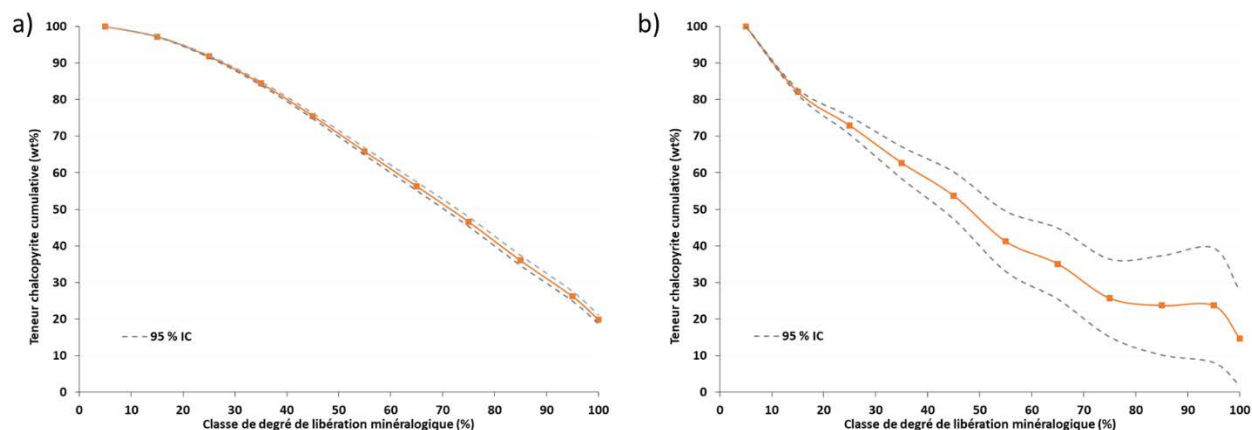 a)
Teneur chalcopyrite cumulative (wt%)
100
90
80
70
60
50
40
30
20
10
0
95 % IC
0 10 20 30 40 50 60 70 80 90 100
Classe de degré de libération minéralogique (%)
b)
Teneur chalcopyrite cumulative (wt%)
100
90
80
70
60
50
40
30
20
10
0
95 % IC
0 10 20 30 40 50 60 70 80 90 100
Classe de degré de libération minéralogique (%)